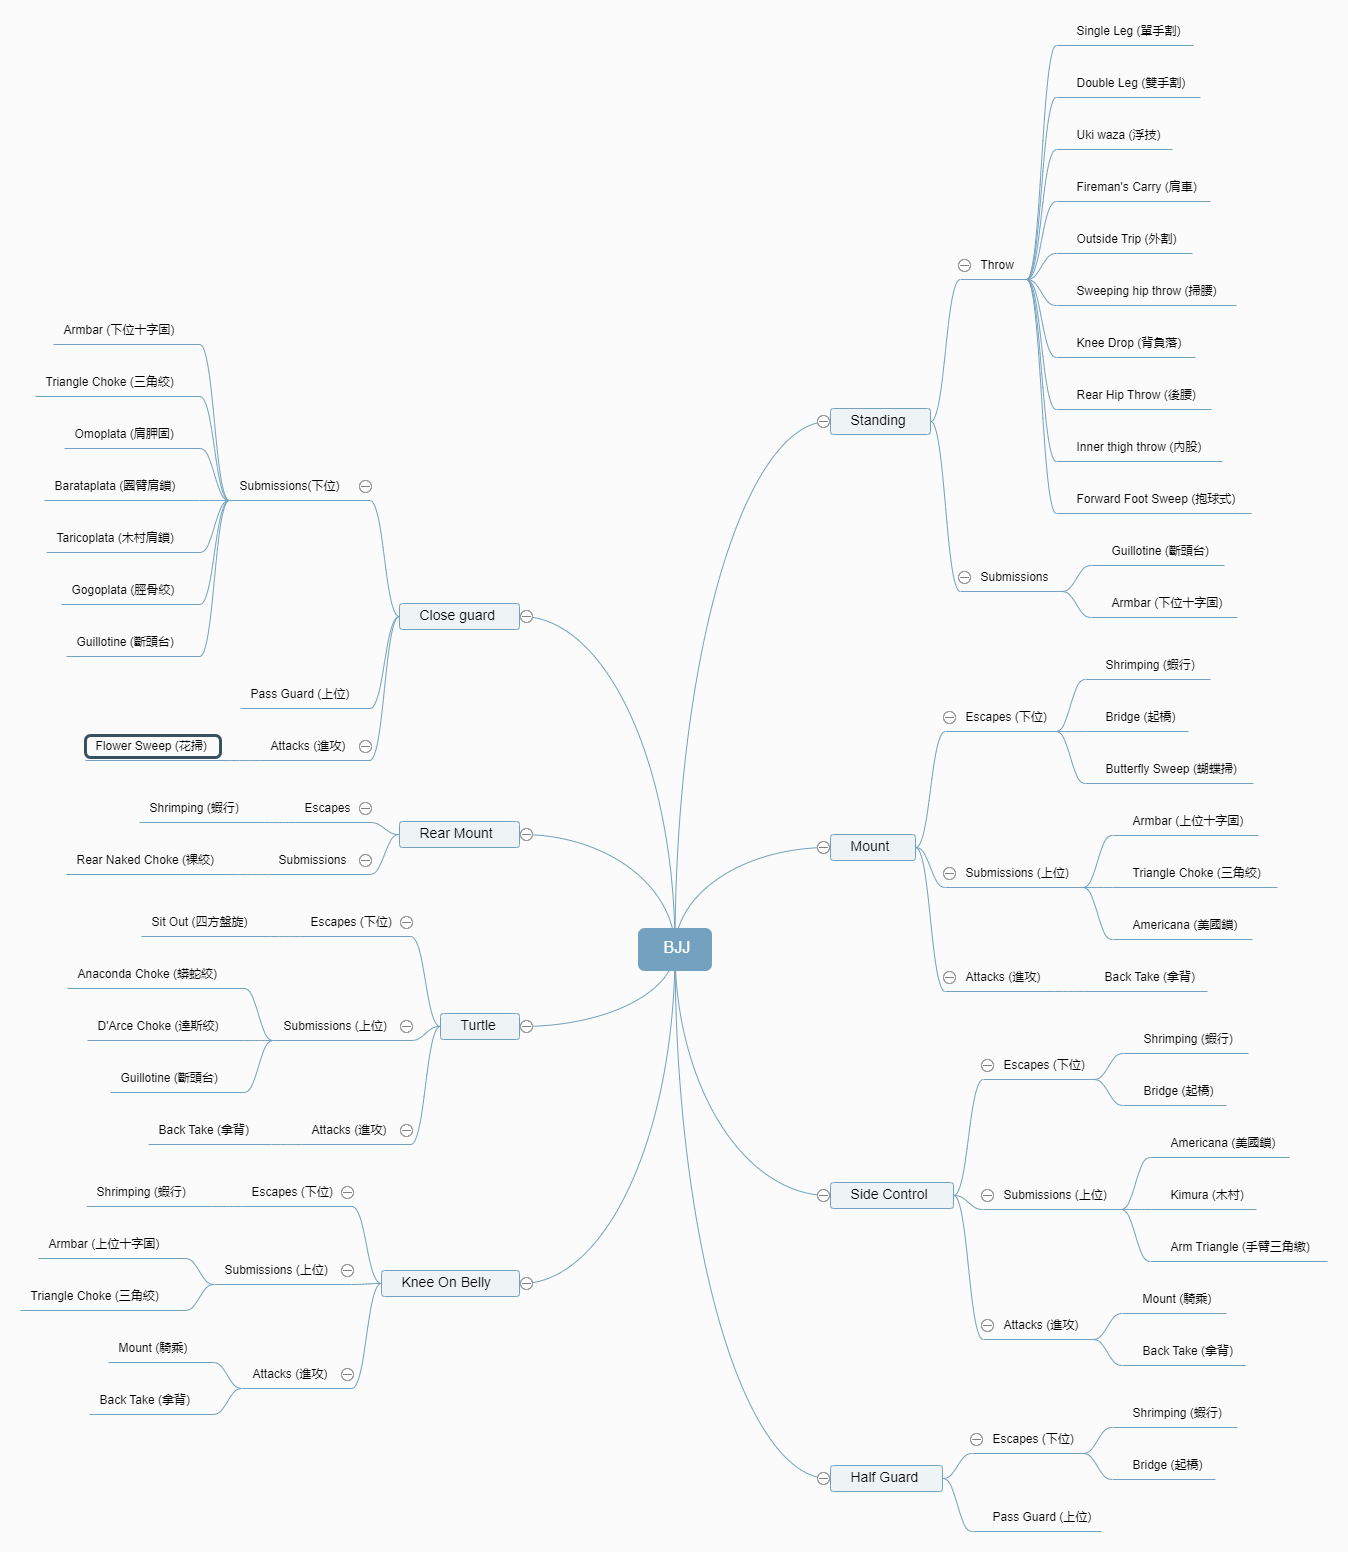 BJJ
Standing
Throw
Single Leg (單手割)
Double Leg (雙手割)
Uki waza (浮技)
Fireman's Carry (肩車)
Outside Trip (外割)
Sweeping hip throw (掃腰)
Knee Drop (背負落)
Rear Hip Throw (後腰)
Inner thigh throw (內股)
Forward Foot Sweep (抱球式)
Submissions
Guillotine (斷頭台)
Armbar (下位十字固)
Mount
Escapes (下位)
Shrimping (蝦行)
Bridge (起橋)
Butterfly Sweep (蝴蝶掃)
Submissions (上位)
Armbar (上位十字固)
Triangle Choke (三角绞)
Americana (美國鎖)
Attacks (進攻)
Back Take (拿背)
Side Control
Escapes (下位)
Shrimping (蝦行)
Bridge (起橋)
Submissions (上位)
Americana (美國鎖)
Kimura (木村)
Arm Triangle (手臂三角繳)
Attacks (進攻)
Mount (騎乘)
Back Take (拿背)
Half Guard
Escapes (下位)
Shrimping (蝦行)
Bridge (起橋)
Pass Guard (上位)
Close guard
Submissions(下位)
Armbar (下位十字固)
Triangle Choke (三角绞)
Omoplata (肩胛固)
Barataplata (圓臂肩鎖)
Taricoplata (木村肩鎖)
Gogoplata (脛骨绞)
Guillotine (斷頭台)
Pass Guard (上位)
Attacks (進攻)
Flower Sweep (花掃)
Rear Mount
Escapes
Shrimping (蝦行)
Submissions
Rear Naked Choke (裸绞)
Turtle
Escapes (下位)
Sit Out (四方盤旋)
Submissions (上位)
Anaconda Choke (蟒蛇绞)
D'Arce Choke (達斯绞)
Guillotine (斷頭台)
Attacks (進攻)
Back Take (拿背)
Knee On Belly
Escapes (下位)
Shrimping (蝦行)
Submissions (上位)
Armbar (上位十字固)
Triangle Choke (三角绞)
Attacks (進攻)
Mount (騎乘)
Back Take (拿背)